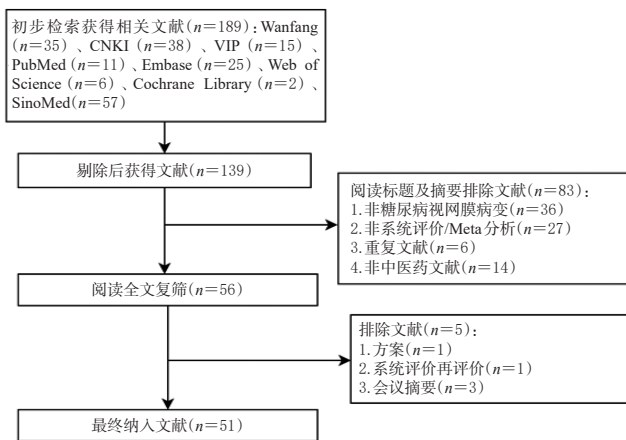 初步检索获得相关文献(n=189):Wanfang
(n=35)、CNKI(n=38)、VIP(n=15)、
PubMed(n=11)、Embase(n=25)、Web of
Science(n=6)、Cochrane Library(n=2)、
SinoMed(n=57)
剔除后获得文献(n=139)
阅读标题及摘要排除文献(n=83):
1.非糖尿病视网膜病变(n=36)
2.非系统评价/Meta分析(n=27)
3.重复文献(n=6)
4.非中医药文献(n=14)
阅读全文复筛(n=56)
排除文献(n=5):
1.方案(n=1)
2.系统评价再评价(n=1)
3.会议摘要(n=3)
最终纳入文献(n=51)